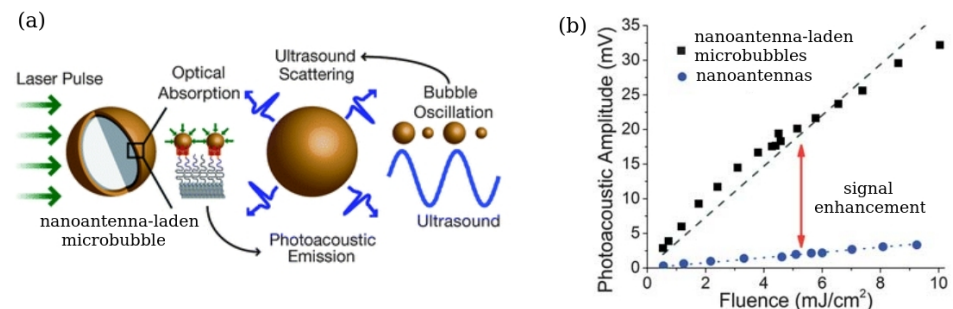 (a)
Laser Pulse
Optical
Absorption
Ultrasound
Scattering
Bubble
Oscillation
nanoantenna-laden
microbubble
Photoacoustic
Emission
Ultrasound
(b)
Photoacoustic Amplitude (mV)
35
30
25
20
15
10
5
0
nanoantenna-laden
microbubbles
nanoantennas
signal
enhancement
0 2 4 6 8 10
Fluence (mJ/cm²)